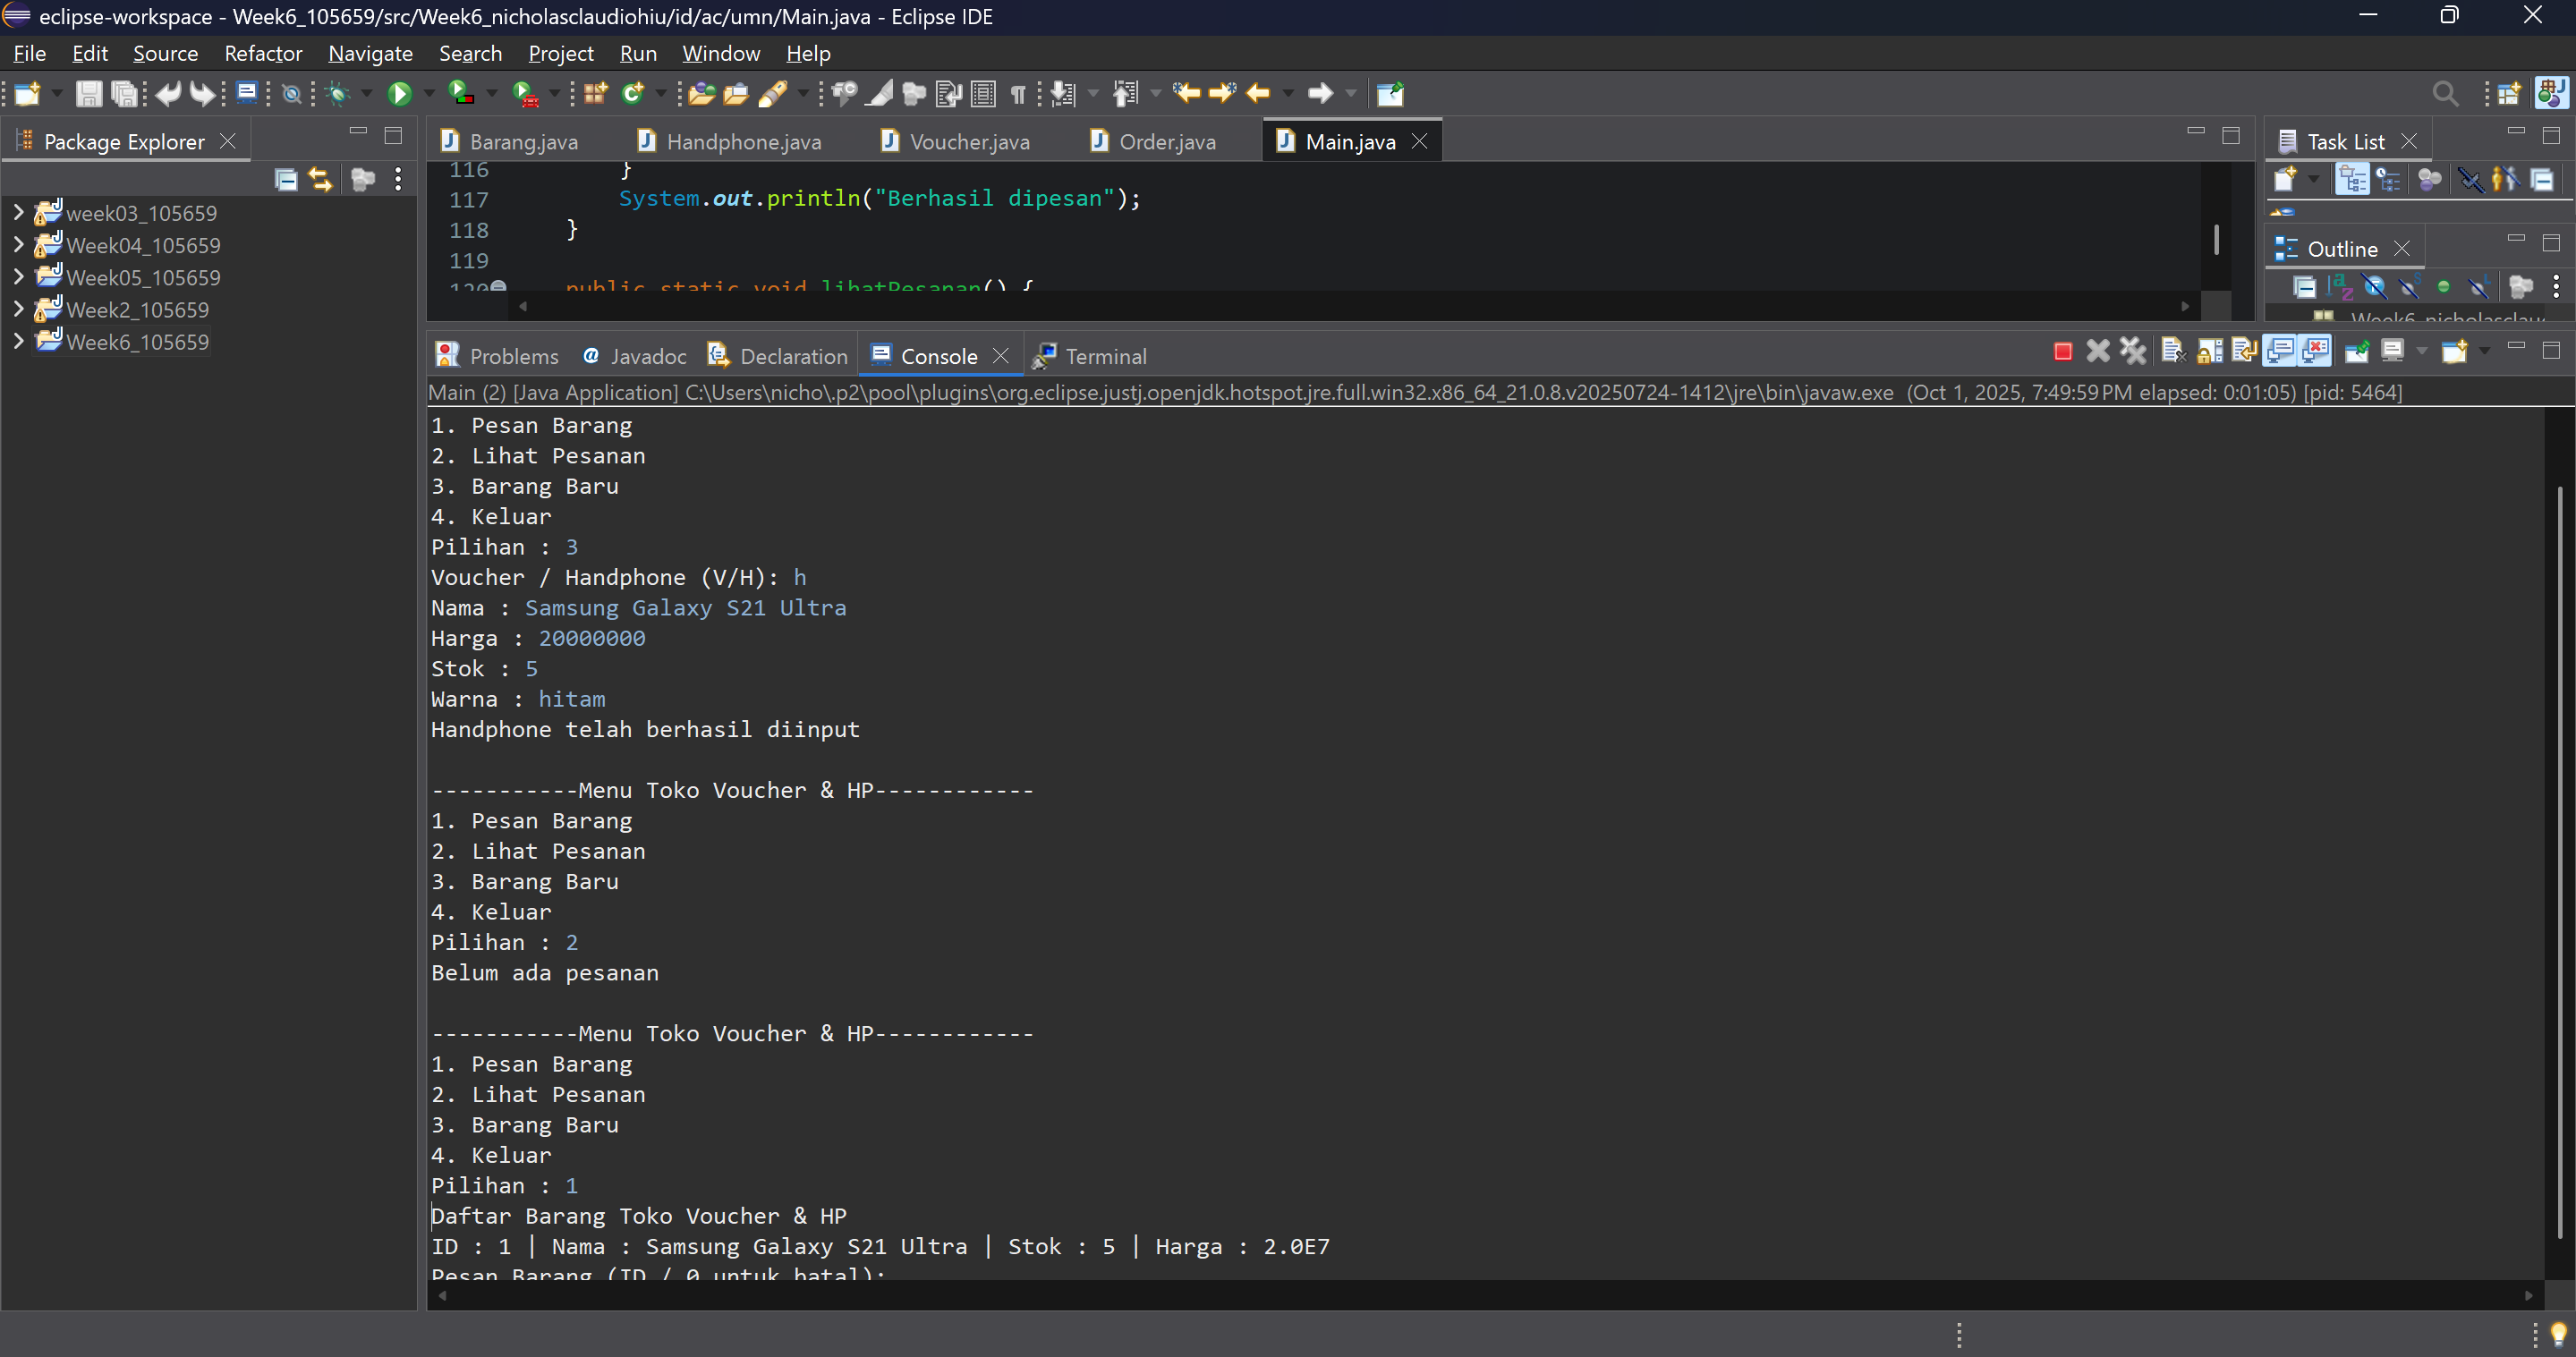 eclipse-workspace - Week6_105659/src/Week6_nicholasclaudiohiu/id/ac/umn/Main.java - Eclipse IDE
File Edit Source Refactor Navigate Search Project Run Window Help
Package Explorer
week03_105659
Week04_105659
Week05_105659
Week2_105659
Week6_105659
Barang.java Handphone.java Voucher.java Order.java Main.java
116 }
117 System.out.println("Berhasil dipesan");
118 }
119
120 public static void lihatPesanan() {
Task List
Outline
Week6_nicholasclau
Problems Javadoc Declaration Console Terminal
Main (2) [Java Application] C:\Users\nicho\.p2\pool\plugins\org.eclipse.justj.openjdk.hotspot.jre.full.win32.x86_64_21.0.8.v20250724-1412\jre\bin\javaw.exe (Oct 1, 2025, 7:49:59 PM elapsed: 0:01:05) [pid: 5464]
1. Pesan Barang
2. Lihat Pesanan
3. Barang Baru
4. Keluar
Pilihan : 3
Voucher / Handphone (V/H): h
Nama : Samsung Galaxy S21 Ultra
Harga : 20000000
Stok : 5
Warna : hitam
Handphone telah berhasil diinput
-----------Menu Toko Voucher & HP------------
1. Pesan Barang
2. Lihat Pesanan
3. Barang Baru
4. Keluar
Pilihan : 2
Belum ada pesanan
-----------Menu Toko Voucher & HP------------
1. Pesan Barang
2. Lihat Pesanan
3. Barang Baru
4. Keluar
Pilihan : 1
Daftar Barang Toko Voucher & HP
ID : 1 | Nama : Samsung Galaxy S21 Ultra | Stok : 5 | Harga : 2.0E7
Pesan Barang (ID / 0 untuk batal):